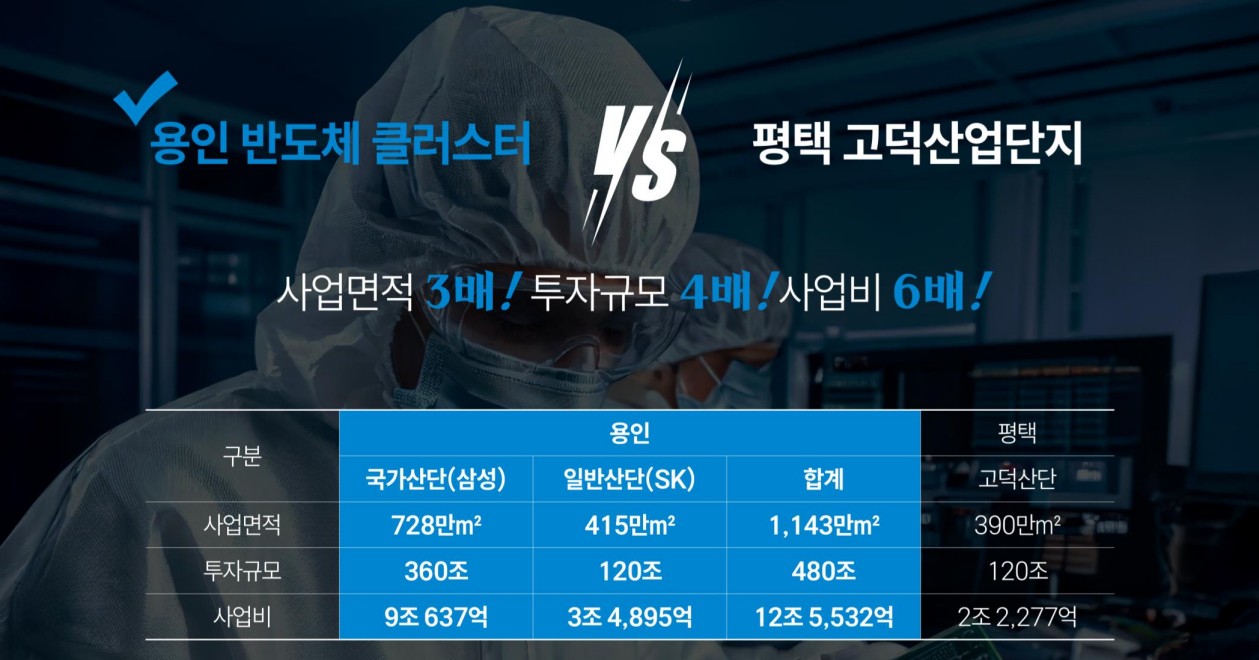 용인 반도체 클러스터 VS 평택 고덕산업단지
사업면적 3배! 투자규모 4배! 사업비 6배!
구분 용인 평택
국가산단(삼성) 일반산단(SK) 합계 고덕산단
사업면적 728만m² 415만m² 1,143만m² 390만m²
투자규모 360조 120조 480조 120조
사업비 9조 637억 3조 4,895억 12조 5,532억 2조 2,277억